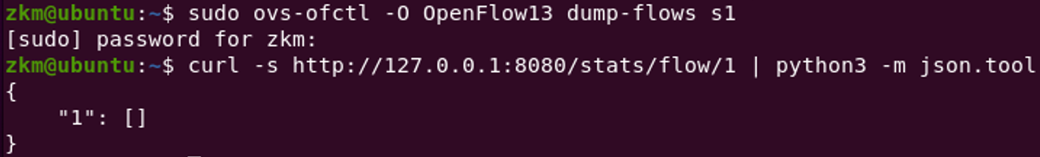 zkm@ubuntu:~$ sudo ovs-ofctl -O OpenFlow13 dump-flows s1
[sudo] password for zkm:
zkm@ubuntu:~$ curl -s http://127.0.0.1:8080/stats/flow/1 | python3 -m json.tool
{
    "1": []
}